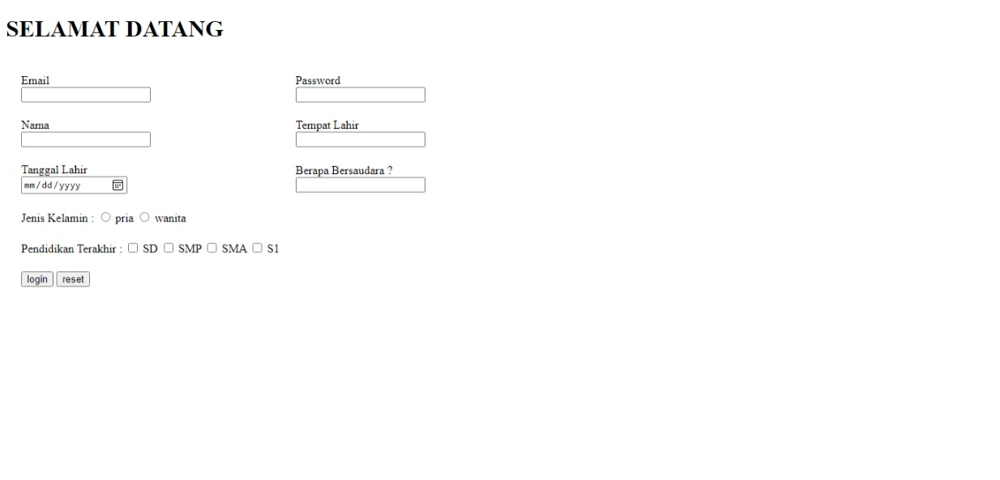 SELAMAT DATANG
Email Password
Nama Tempat Lahir
Tanggal Lahir Berapa Bersaudara ?
mm/dd/yyyy
Jenis Kelamin : pria wanita
Pendidikan Terakhir : SD SMP SMA S1
login reset